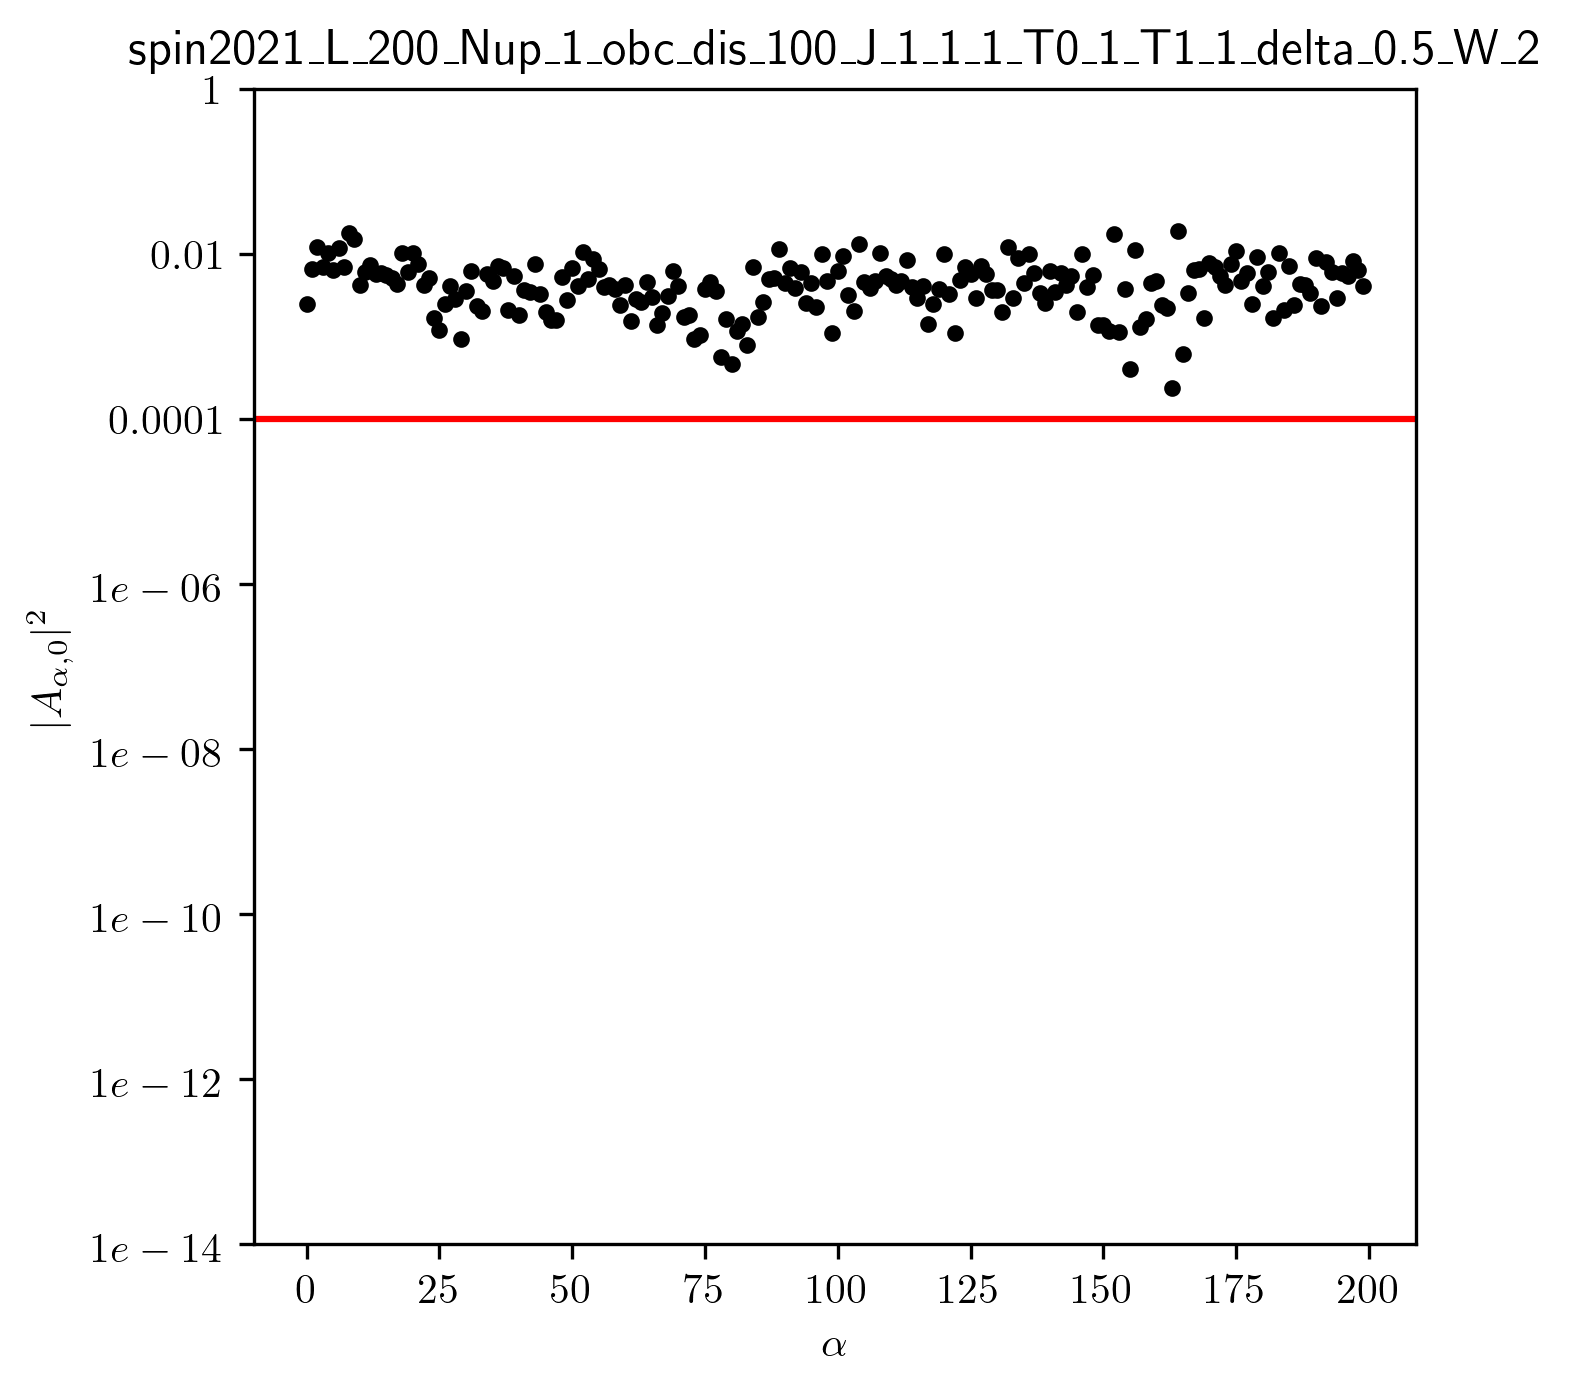 spin2021_L_200_Nup_1_obc_dis_100_J_1_1_1_T0_1_T1_1_delta_0.5_W_2
1
0.01
0.0001
1e − 06
1e − 08
1e − 10
1e − 12
1e − 14
|A_{α,0}|^2
0 25 50 75 100 125 150 175 200
α